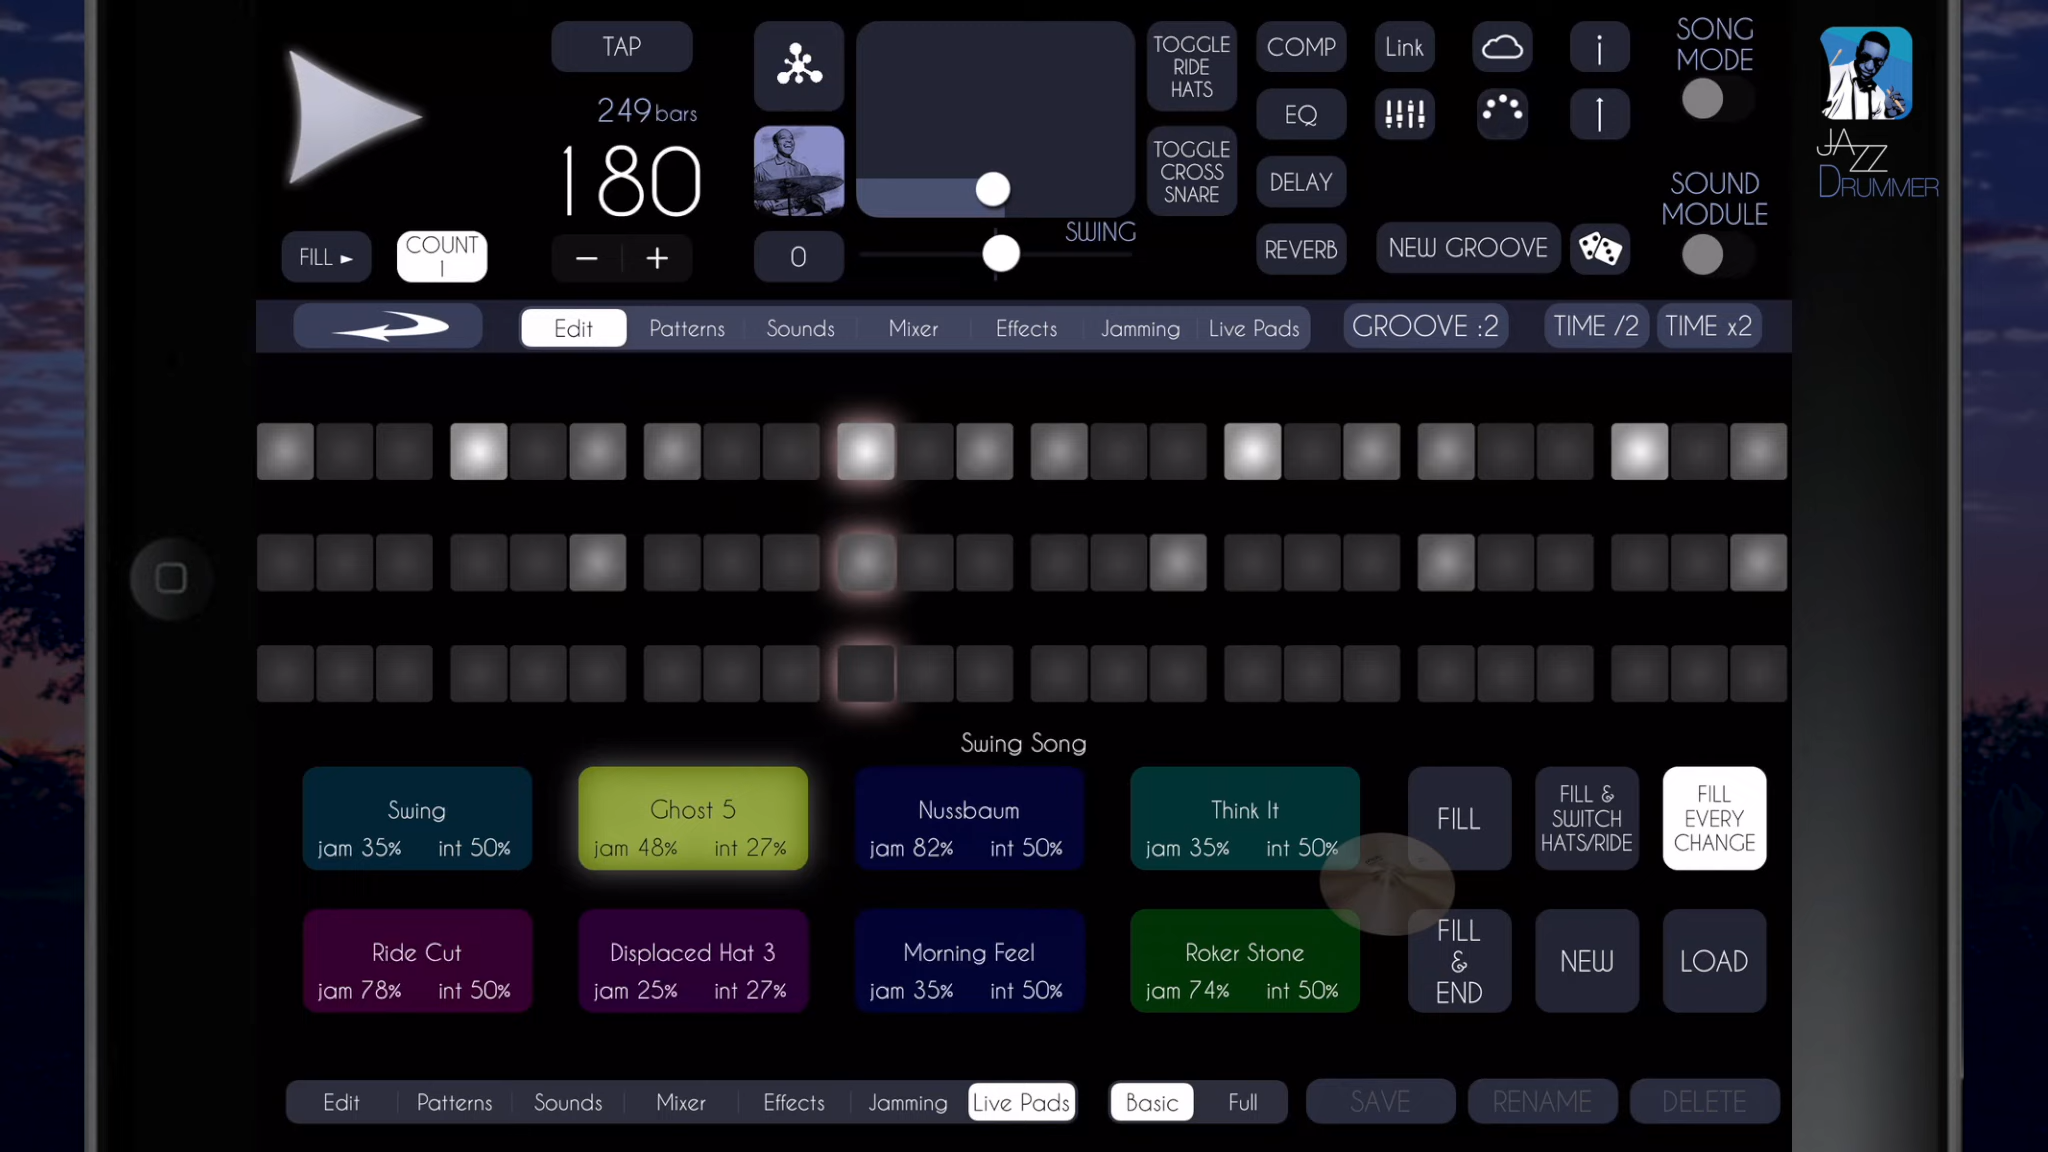 TAP
249 bars
180
FILL ►
COUNT
1
− +
0
SWING
TOGGLE
RIDE
HATS
TOGGLE
CROSS
SNARE
COMP
EQ
DELAY
REVERB
Link
i
NEW GROOVE
SONG
MODE
SOUND
MODULE
JAZZ
DRUMMER
Edit Patterns Sounds Mixer Effects Jamming Live Pads
GROOVE :2
TIME /2
TIME x2
Swing Song
Swing
jam 35% int 50%
Ghost 5
jam 48% int 27%
Nussbaum
jam 82% int 50%
Think It
jam 35% int 50%
FILL
FILL &
SWITCH
HATS/RIDE
FILL
EVERY
CHANGE
Ride Cut
jam 78% int 50%
Displaced Hat 3
jam 25% int 27%
Morning Feel
jam 35% int 50%
Roker Stone
jam 74% int 50%
FILL
&
END
NEW
LOAD
Edit Patterns Sounds Mixer Effects Jamming Live Pads
Basic Full
SAVE
RENAME
DELETE